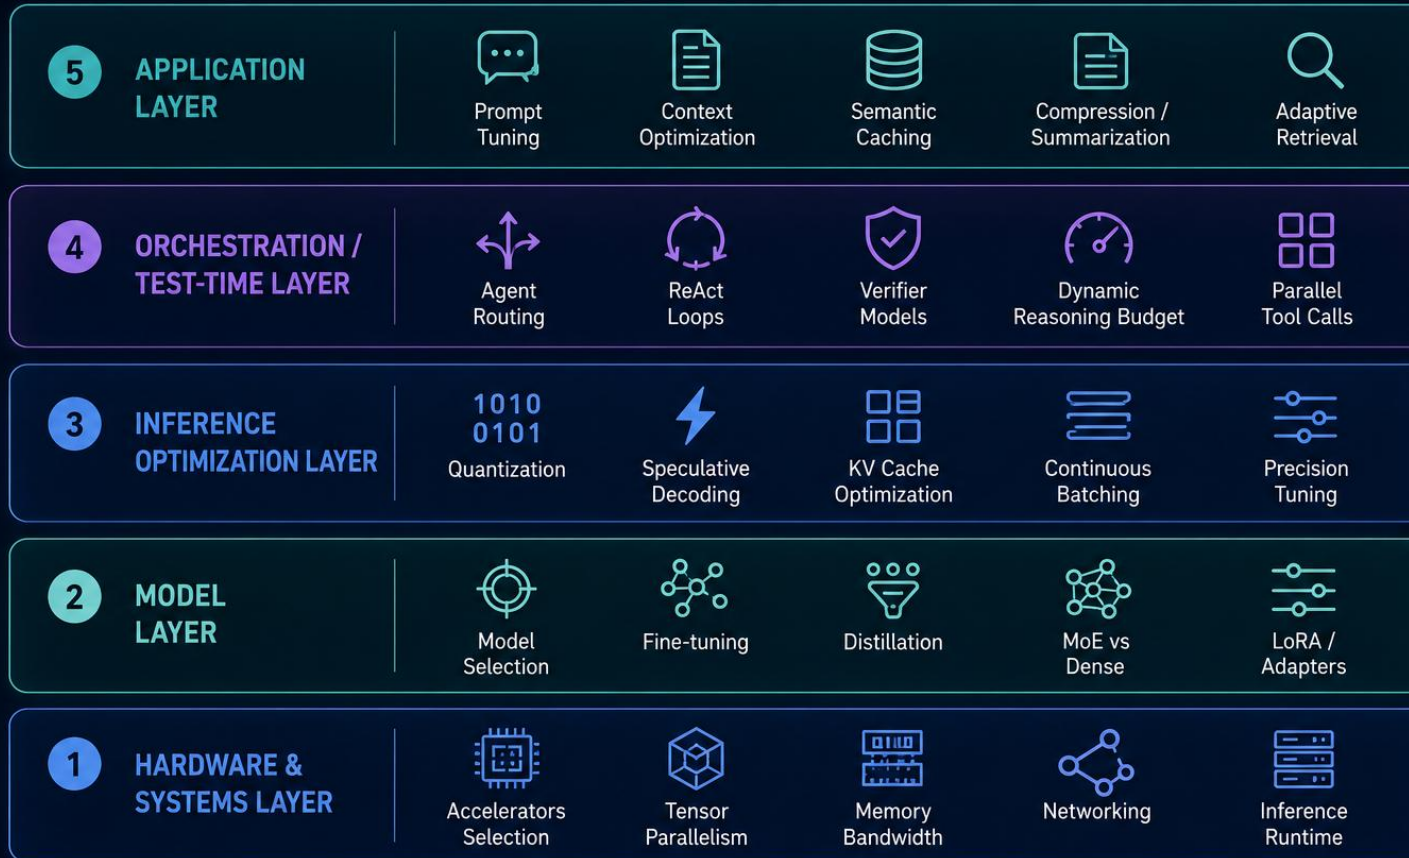 5
APPLICATION
LAYER
Prompt
Tuning
Context
Optimization
Semantic
Caching
Compression /
Summarization
Adaptive
Retrieval
4
ORCHESTRATION /
TEST-TIME LAYER
Agent
Routing
ReAct
Loops
Verifier
Models
Dynamic
Reasoning Budget
Parallel
Tool Calls
3
INFERENCE
OPTIMIZATION LAYER
1010
0101
Quantization
Speculative
Decoding
KV Cache
Optimization
Continuous
Batching
Precision
Tuning
2
MODEL
LAYER
Model
Selection
Fine-tuning
Distillation
MoE vs
Dense
LoRA /
Adapters
1
HARDWARE &
SYSTEMS LAYER
Accelerators
Selection
Tensor
Parallelism
Memory
Bandwidth
Networking
Inference
Runtime